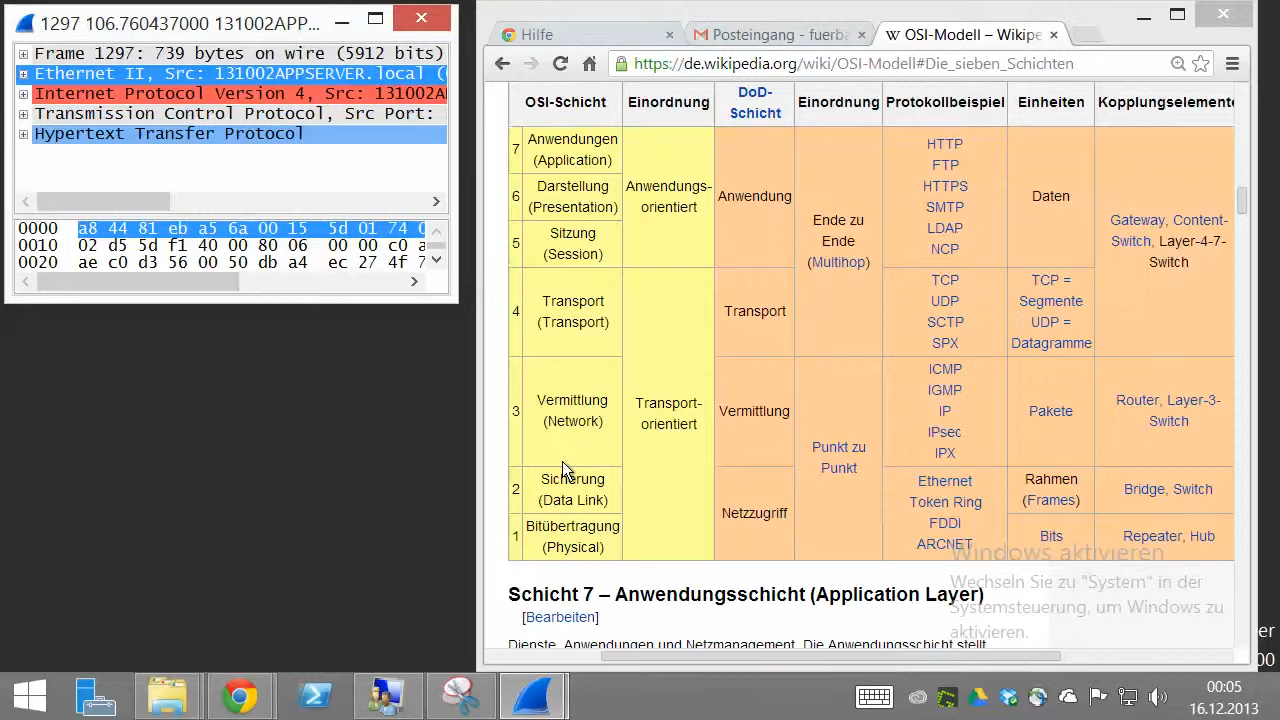 1297 106.760437000 131002APP...
Frame 1297: 739 bytes on wire (5912 bits)
Ethernet II, Src: 131002APPSERVER.local (
Internet Protocol Version 4, Src: 131002A
Transmission Control Protocol, Src Port:
Hypertext Transfer Protocol
0000 a8 44 81 eb a5 6a 00 15 5d 01 74
0010 02 d5 5d f1 40 00 80 06 00 00 c0
0020 ae c0 d3 56 00 50 db a4 ec 27 4f
Hilfe
Posteingang - fuerba
OSI-Modell – Wikipe
https://de.wikipedia.org/wiki/OSI-Modell#Die_sieben_Schichten
OSI-Schicht Einordnung DoD-Schicht Einordnung Protokollbeispiel Einheiten Kopplungselemente
7 Anwendungen (Application)
6 Darstellung (Presentation)
5 Sitzung (Session)
Anwendungs-orientiert
Anwendung
Ende zu Ende (Multihop)
HTTP
FTP
HTTPS
SMTP
LDAP
NCP
Daten
Gateway, Content-Switch, Layer-4-7-Switch
4 Transport (Transport)
Transport-orientiert
Transport
TCP
UDP
SCTP
SPX
TCP = Segmente
UDP = Datagramme
3 Vermittlung (Network)
Vermittlung
Punkt zu Punkt
ICMP
IGMP
IP
IPsec
IPX
Pakete
Router, Layer-3-Switch
2 Sicherung (Data Link)
Netzzugriff
Ethernet
Token Ring
FDDI
ARCNET
Rahmen (Frames)
Bridge, Switch
1 Bitübertragung (Physical)
Bits
Repeater, Hub
Schicht 7 – Anwendungsschicht (Application Layer)
[Bearbeiten]
Dienste, Anwendungen und Netzmanagement. Die Anwendungsschicht stellt
Windows aktivieren
Wechseln Sie zu "System" in der
Systemsteuerung, um Windows zu
aktivieren.
er
00
00:05
16.12.2013